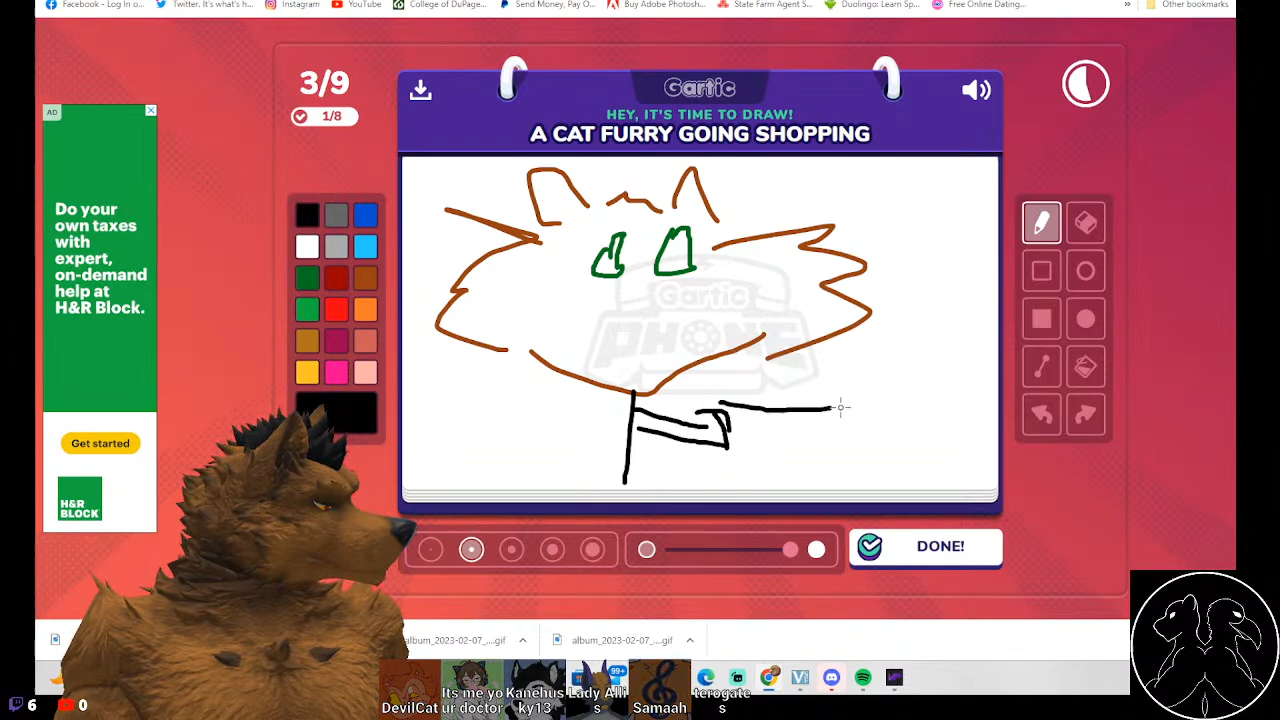 Facebook - Log In o... Twitter. It's what's h... Instagram YouTube College of DuPage... Send Money, Pay O... Buy Adobe Photosh... State Farm Agent S... Duolingo: Learn Sp... Free Online Dating... » Other bookmarks
3/9
1/8
Gartic
HEY, IT'S TIME TO DRAW!
A CAT FURRY GOING SHOPPING
AD
Do your
own taxes
with
expert,
on-demand
help at
H&R Block.
Get started
H&R
BLOCK
Gartic
PHONE
DONE!
album_2023-02-07_....gif
album_2023-02-07_....gif
99+
DevilCat
Its me yo
ur doctor
Kanehus
ky13
Lady Alli
s
Samaah
terogate
s
6
0